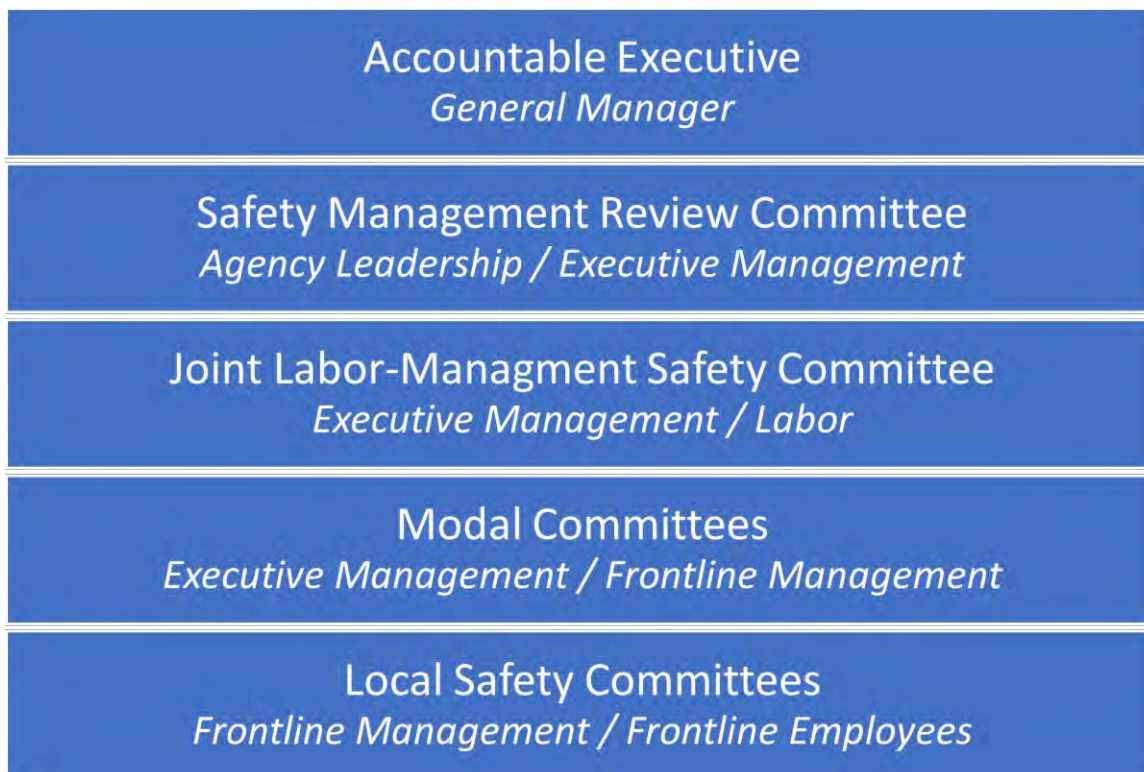 Accountable Executive
General Manager
Safety Management Review Committee
Agency Leadership / Executive Management
Joint Labor-Managment Safety Committee
Executive Management / Labor
Modal Committees
Executive Management / Frontline Management
Local Safety Committees
Frontline Management / Frontline Employees